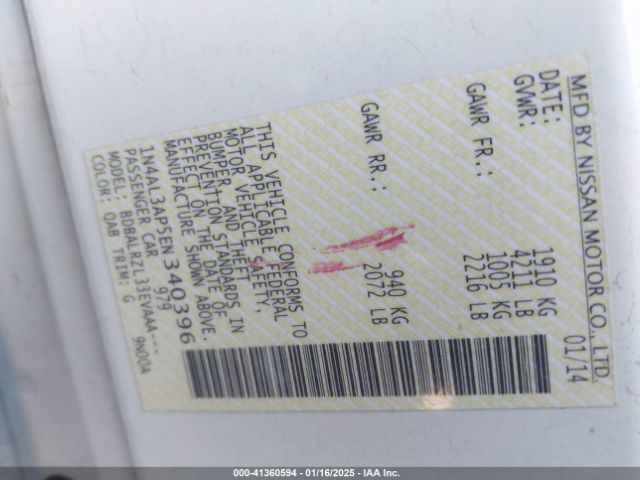 MFD BY NISSAN MOTOR CO., LTD.
DATE: 01/14
GVWR: 1910 KG
4211 LB
GAWR FR.: 1005 KG
2216 LB
GAWR RR.: 940 KG
2072 LB
THIS VEHICLE CONFORMS TO
ALL APPLICABLE FEDERAL
MOTOR VEHICLE SAFETY,
BUMPER, AND THEFT
PREVENTION STANDARDS IN
EFFECT ON THE DATE OF
MANUFACTURE SHOWN ABOVE.
1N4AL3AP5EN340396
PASSENGER CAR 979
MODEL: BDBALRZL33EVAAA--- 9N00A
COLOR: QAB TRIM: G
000-41360594 - 01/16/2025 - IAA Inc.